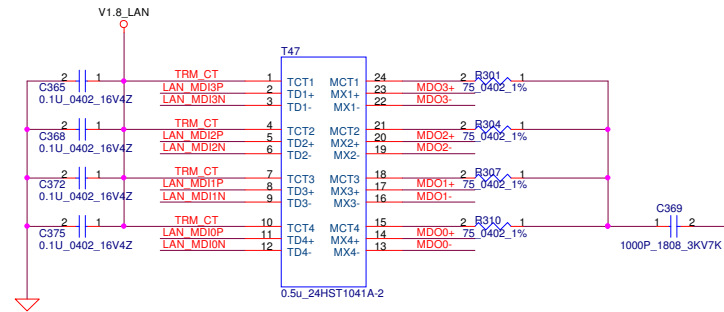 V1.8_LAN
T47
2 1 TRM_CT 1 TCT1 MCT1 24 2 R301 1
C365 LAN_MDI3P 2 TD1+ MX1+ 23 MDO3+ 75_0402_1%
0.1U_0402_16V4Z LAN_MDI3N 3 TD1- MX1- 22 MDO3-
2 1 TRM_CT 4 TCT2 MCT2 21 2 R304 1
C368 LAN_MDI2P 5 TD2+ MX2+ 20 MDO2+ 75_0402_1%
0.1U_0402_16V4Z LAN_MDI2N 6 TD2- MX2- 19 MDO2-
2 1 TRM_CT 7 TCT3 MCT3 18 2 R307 1
C372 LAN_MDI1P 8 TD3+ MX3+ 17 MDO1+ 75_0402_1%
0.1U_0402_16V4Z LAN_MDI1N 9 TD3- MX3- 16 MDO1-
C369
2 1 TRM_CT 10 TCT4 MCT4 15 2 R310 1 1 2
C375 LAN_MDI0P 11 TD4+ MX4+ 14 MDO0+ 75_0402_1%
0.1U_0402_16V4Z LAN_MDI0N 12 TD4- MX4- 13 MDO0- 1000P_1808_3KV7K
0.5u_24HST1041A-2